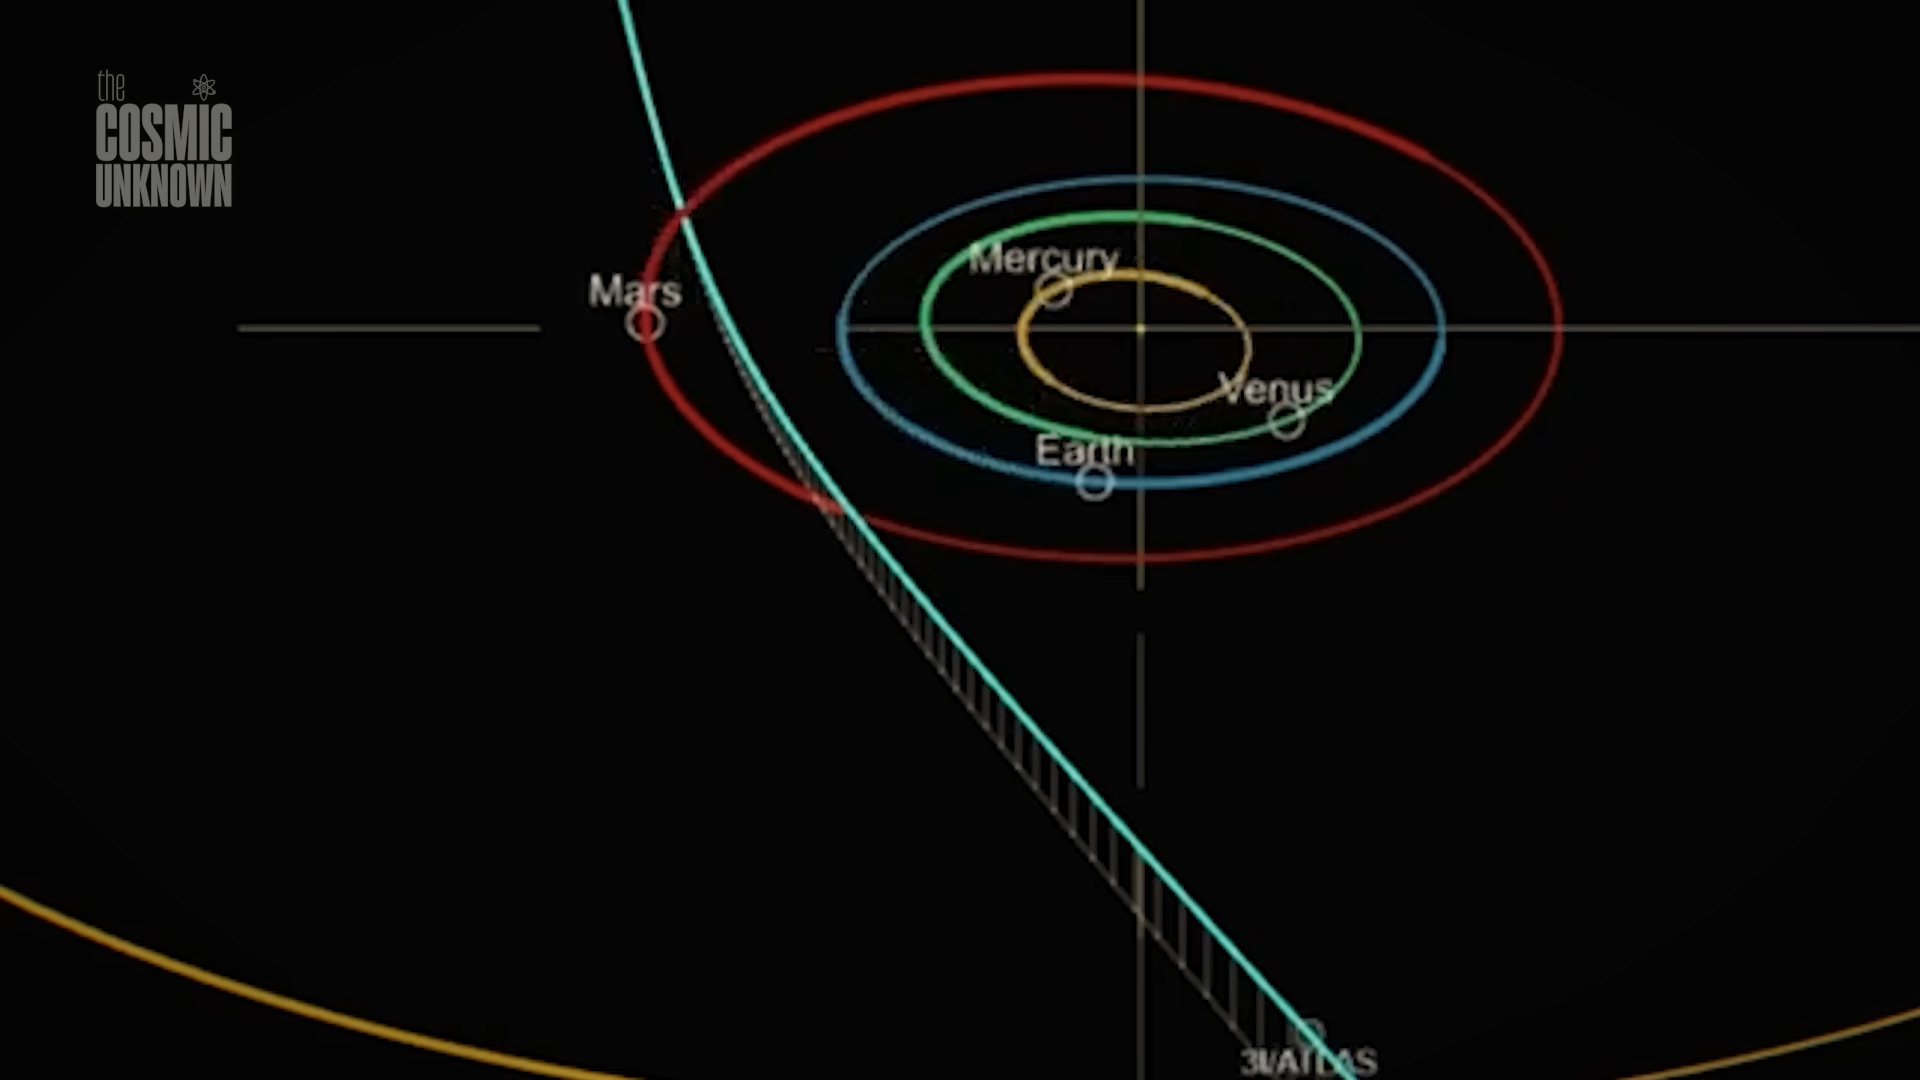 the
COSMIC
UNKNOWN
Mercury
Mars
Venus
Earth
3I/ATLAS